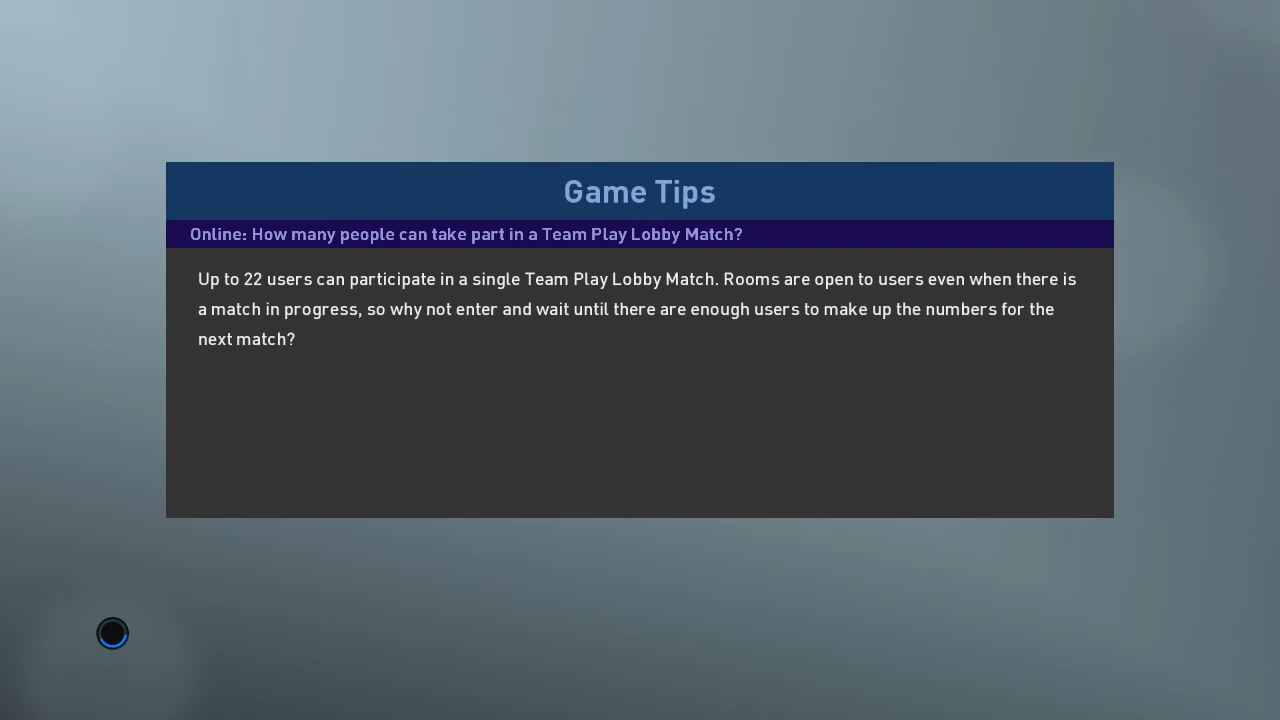 Game Tips
Online: How many people can take part in a Team Play Lobby Match?
Up to 22 users can participate in a single Team Play Lobby Match. Rooms are open to users even when there is
a match in progress, so why not enter and wait until there are enough users to make up the numbers for the
next match?